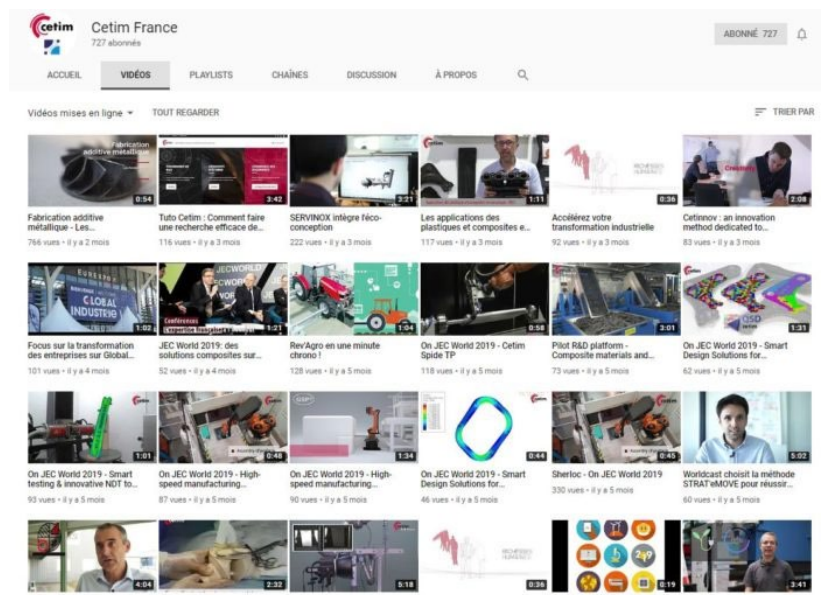 cetim
Cetim France
727 abonnés
ABONNÉ 727
ACCUEIL VIDÉOS PLAYLISTS CHAÎNES DISCUSSION À PROPOS
Vidéos mises en ligne TOUT REGARDER TRIER PAR
Fabrication
additive métallique
0:54
3:42
3:21
cetim
1:11
0:36
Creativity
2:08
Fabrication additive
métallique - Les...
766 vues • il y a 2 mois
Tuto Cetim : Comment faire
une recherche efficace de...
116 vues • il y a 3 mois
SERVINOX intègre l'éco-
conception
222 vues • il y a 3 mois
Les applications des
plastiques et composites e...
117 vues • il y a 3 mois
Accélérez votre
transformation industrielle
92 vues • il y a 3 mois
Cetinnov : an innovation
method dedicated to...
83 vues • il y a 3 mois
EUREXPO
GLOBAL
INDUSTRIE
1:02
JECWORLD
Conférences
L'expertise française
1:21
1:04
0:58
3:01
QSD
1:31
Focus sur la transformation
des entreprises sur Global...
101 vues • il y a 4 mois
JEC World 2019: des
solutions composites sur...
52 vues • il y a 4 mois
Rev'Agro en une minute
chrono !
128 vues • il y a 5 mois
On JEC World 2019 - Cetim
Spide TP
118 vues • il y a 5 mois
Pilot R&D platform -
Composite materials and...
73 vues • il y a 5 mois
On JEC World 2019 - Smart
Design Solutions for...
62 vues • il y a 5 mois
1:01
0:48
1:34
0:44
0:45
5:02
On JEC World 2019 - Smart
testing & innovative NDT to...
93 vues • il y a 5 mois
On JEC World 2019 - High-
speed manufacturing...
87 vues • il y a 5 mois
On JEC World 2019 - High-
speed manufacturing...
90 vues • il y a 5 mois
On JEC World 2019 - Smart
Design Solutions for...
46 vues • il y a 5 mois
Sherloc - On JEC World 2019
330 vues • il y a 5 mois
Worldcast choisit la méthode
STRAT'eMOVE pour réussir...
60 vues • il y a 5 mois
4:04
2:32
5:18
0:36
0:19
3:41